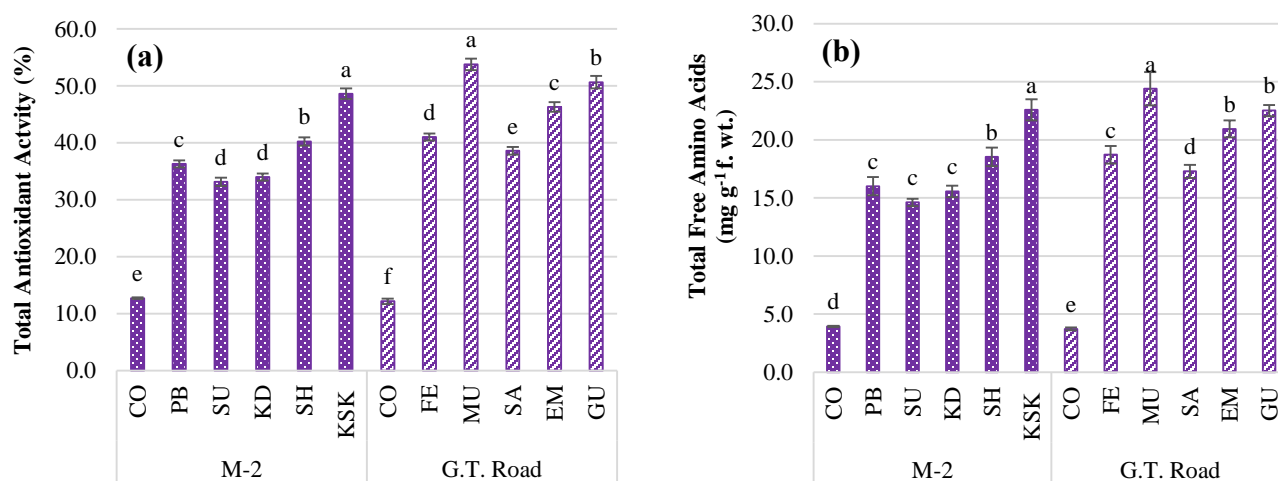 (a)
Total Antioxidant Actvity (%)
60.0
50.0
40.0
30.0
20.0
10.0
0.0
e
c
d
d
b
a
f
d
a
e
c
b
CO
PB
SU
KD
SH
KSK
CO
FE
MU
SA
EM
GU
M-2
G.T. Road
(b)
Total Free Amino Acids
(mg g-1 f. wt.)
30.0
25.0
20.0
15.0
10.0
5.0
0.0
d
c
c
c
b
a
e
c
a
d
b
b
CO
PB
SU
KD
SH
KSK
CO
FE
MU
SA
EM
GU
M-2
G.T. Road